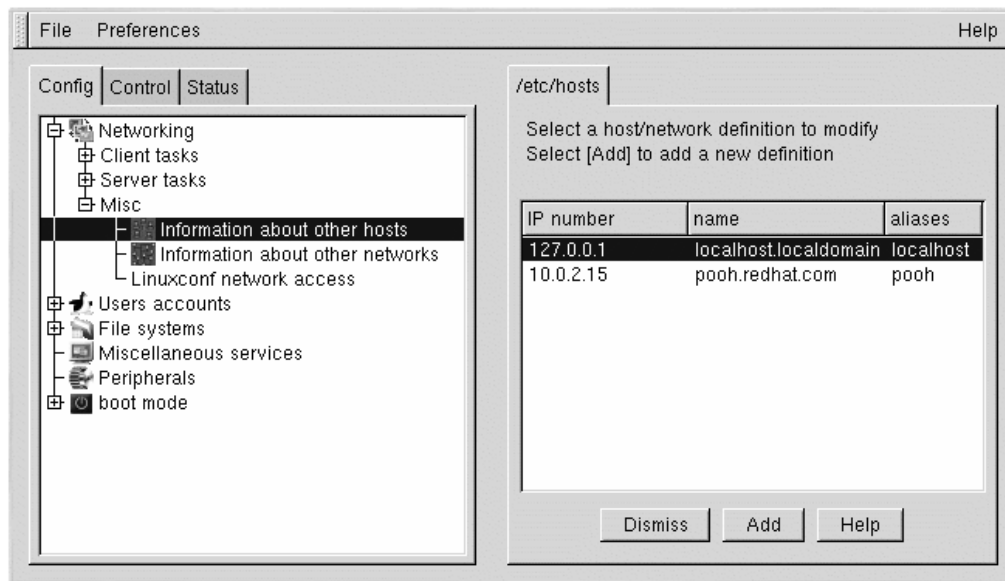 File Preferences Help
Config Control Status
Networking
Client tasks
Server tasks
Misc
Information about other hosts
Information about other networks
Linuxconf network access
Users accounts
File systems
Miscellaneous services
Peripherals
boot mode
/etc/hosts
Select a host/network definition to modify
Select [Add] to add a new definition
IP number name aliases
127.0.0.1 localhost.localdomain localhost
10.0.2.15 pooh.redhat.com pooh
Dismiss Add Help